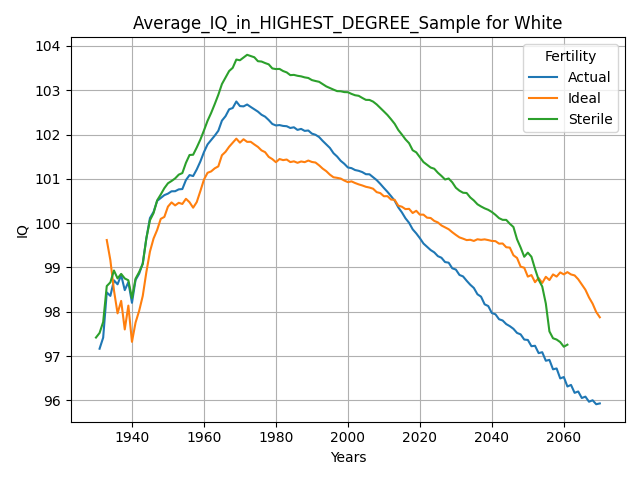 Average_IQ_in_HIGHEST_DEGREE_Sample for White
104
103
102
101
100
99
98
97
96
IQ
1940
1960
1980
2000
2020
2040
2060
Years
Fertility
Actual
Ideal
Sterile